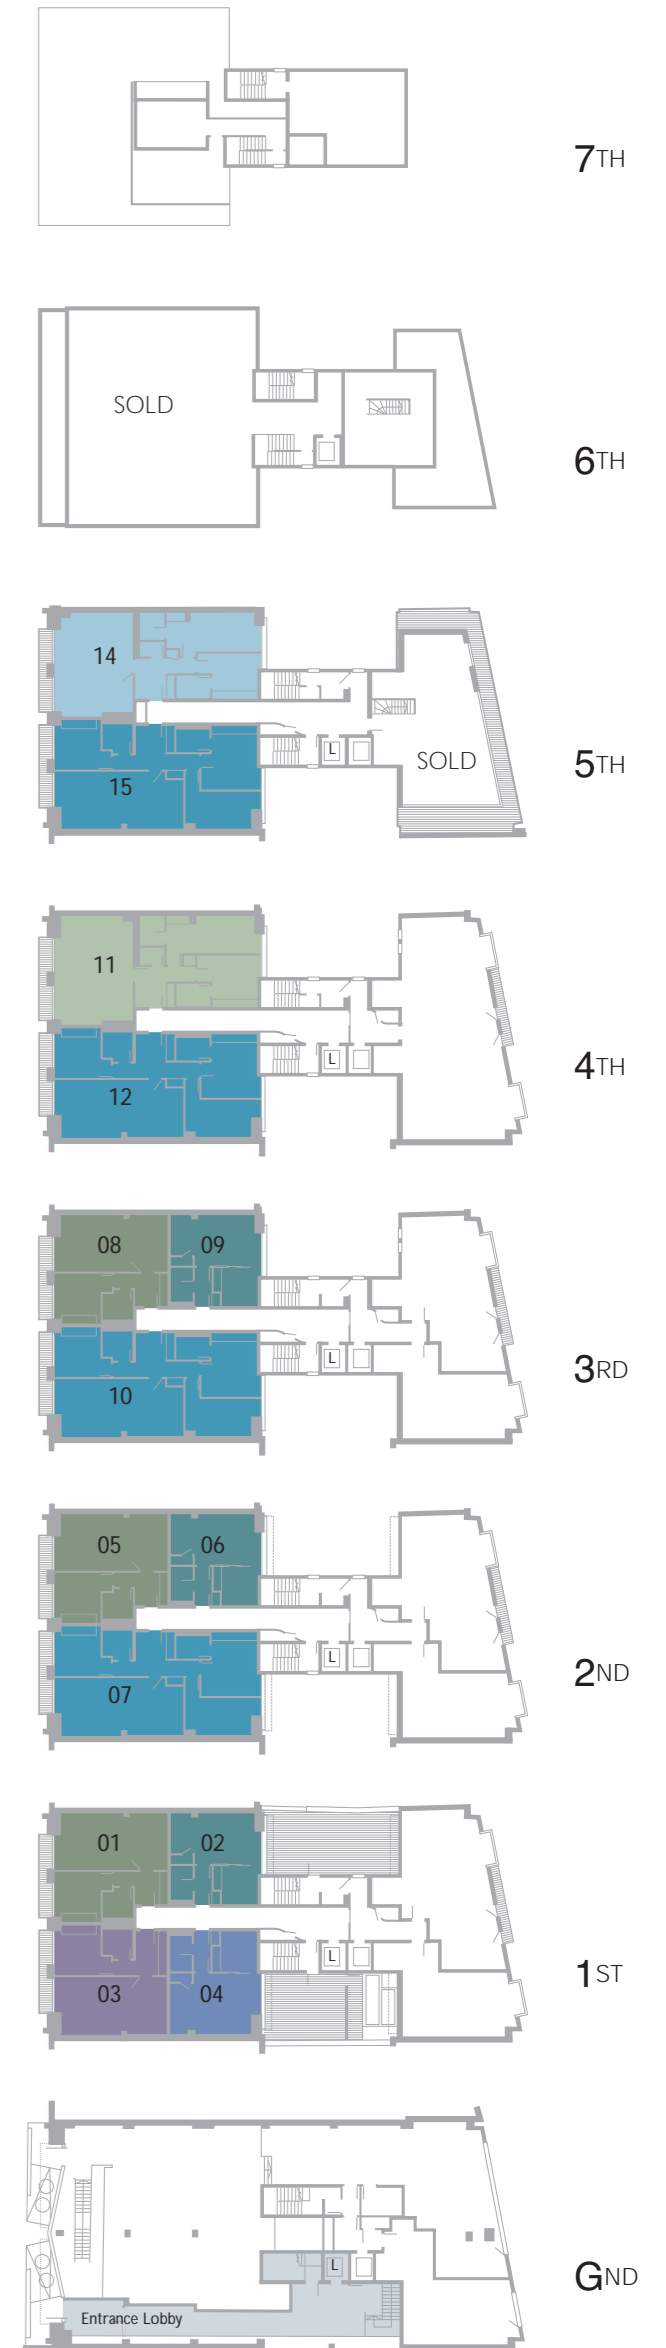 7TH
SOLD
6TH
14
15
L
SOLD
5TH
11
12
L
4TH
08 09
10
L
3RD
05 06
07
L
2ND
01 02
03 04
L
1ST
L
Entrance Lobby
GND